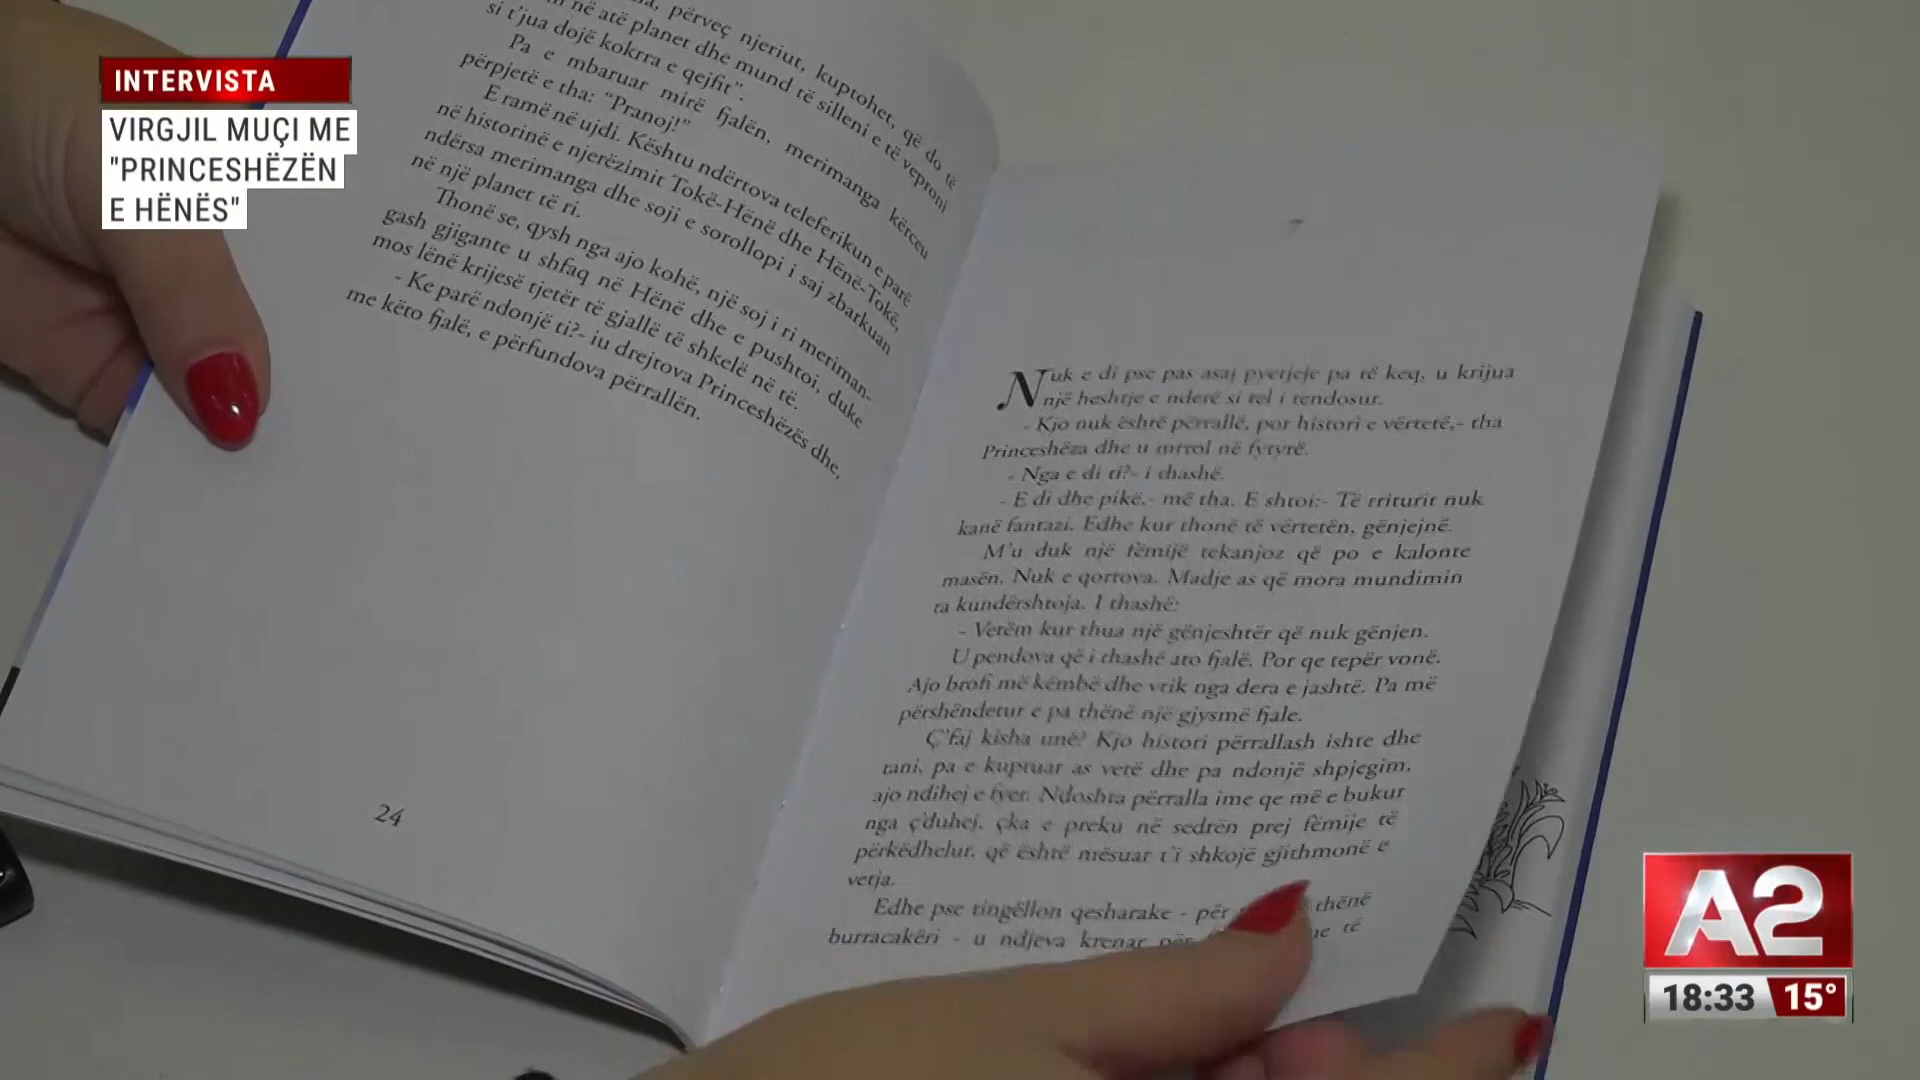 INTERVISTA
VIRGJIL MUÇI ME
"PRINCESHËZËN
E HËNËS"
përveç njeriut, kuptohet, që do të
në atë planet dhe mund të silleni e të veproni
si t'jua dojë kokrra e qejfit".
Pa e mbaruar mirë fjalën, merimanga kërceu
përpjetë e tha: "Pranoj!"
E ramë në ujdi. Kështu ndërtova teleferikun e parë
në historinë e njerëzimit Tokë-Hënë dhe Hënë-Tokë,
ndërsa merimanga dhe soji e sorollopi i saj zbarkuan
në një planet të ri.
Thonë se, qysh nga ajo kohë, një soj i ri meriman-
gash gjigante u shfaq në Hënë dhe e pushtoi, duke
mos lënë krijesë tjetër të gjallë të shkelë në të.
- Ke parë ndonjë ti?- iu drejtova Princeshëzës dhe,
me këto fjalë, e përfundova përrallën.
24
7
Nuk e di pse pas asaj pyetjeje pa të keq, u krijua
një heshtje e nderë si tel i tendosur.
- Kjo nuk është përrallë, por histori e vërtetë,- tha
Princeshëza dhe u mrrol në fytyrë.
- Nga e di ti?- i thashë.
- E di dhe pikë,- më tha. E shtoi:- Të rriturit nuk
kanë fantazi. Edhe kur thonë të vërtetën, gënjejnë.
M'u duk një fëmijë tekanjoz që po e kalonte
masën. Nuk e qortova. Madje as që mora mundimin
ta kundërshtoja. I thashë:
- Vetëm kur thua një gënjeshtër që nuk gënjen.
U pendova që i thashë ato fjalë. Por qe tepër vonë.
Ajo brofi më këmbë dhe vrik nga dera e jashtë. Pa më
përshëndetur e pa thënë një gjysmë fjale.
Ç'faj kisha unë? Kjo histori përrallash ishte dhe
tani, pa e kuptuar as vetë dhe pa ndonjë shpjegim,
ajo ndihej e fyer. Ndoshta përralla ime qe më e bukur
nga ç'duhej, çka e preku në sedrën prej fëmije të
përkëdhelur, që është mësuar t'i shkojë gjithmonë e
vetja.
Edhe pse tingëllon qesharake - për thënë
burracakëri - u ndjeva krenar për të
A2
18:33 15°